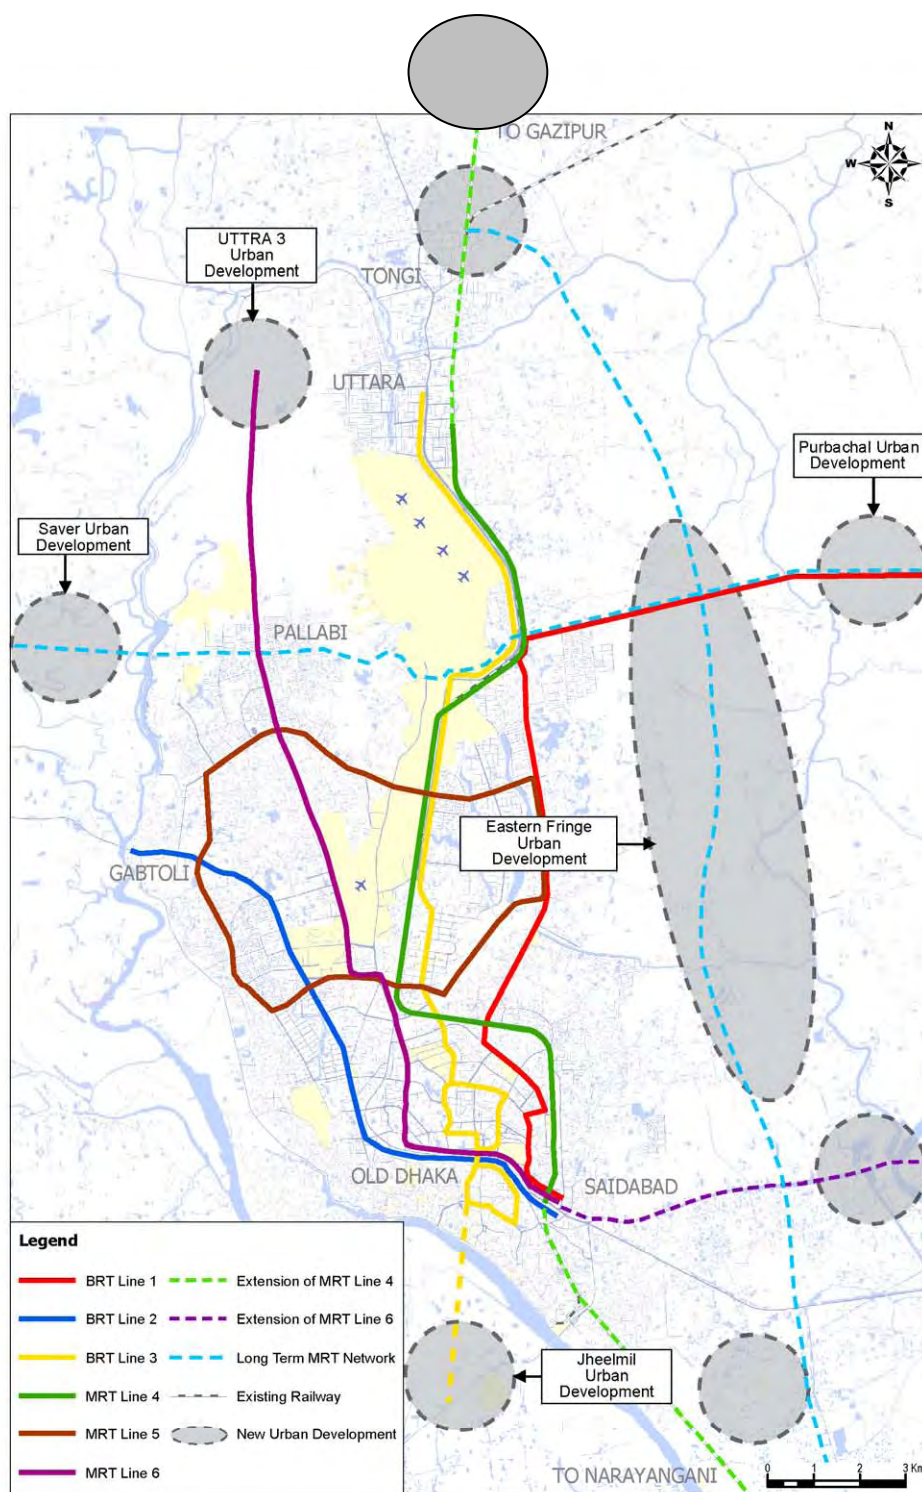 TO GAZIPUR
N
W
E
S
UTTRA 3
Urban
Development
TONGI
UTTARA
Purbachal Urban
Development
Saver Urban
Development
PALLABI
Eastern Fringe
Urban
Development
GABTOLI
OLD DHAKA
SAIDABAD
Legend
BRT Line 1
Extension of MRT Line 4
BRT Line 2
Extension of MRT Line 6
BRT Line 3
Long Term MRT Network
MRT Line 4
Existing Railway
MRT Line 5
New Urban Development
MRT Line 6
Jheelmil
Urban
Development
TO NARAYANGANI
0 1 2 3 Km